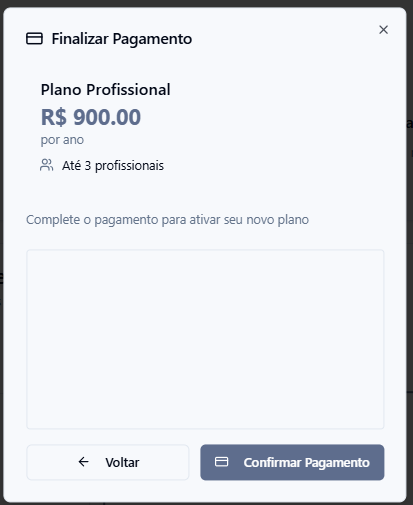 Finalizar Pagamento
Plano Profissional
R$ 900.00
por ano
Até 3 profissionais
Complete o pagamento para ativar seu novo plano
Voltar
Confirmar Pagamento